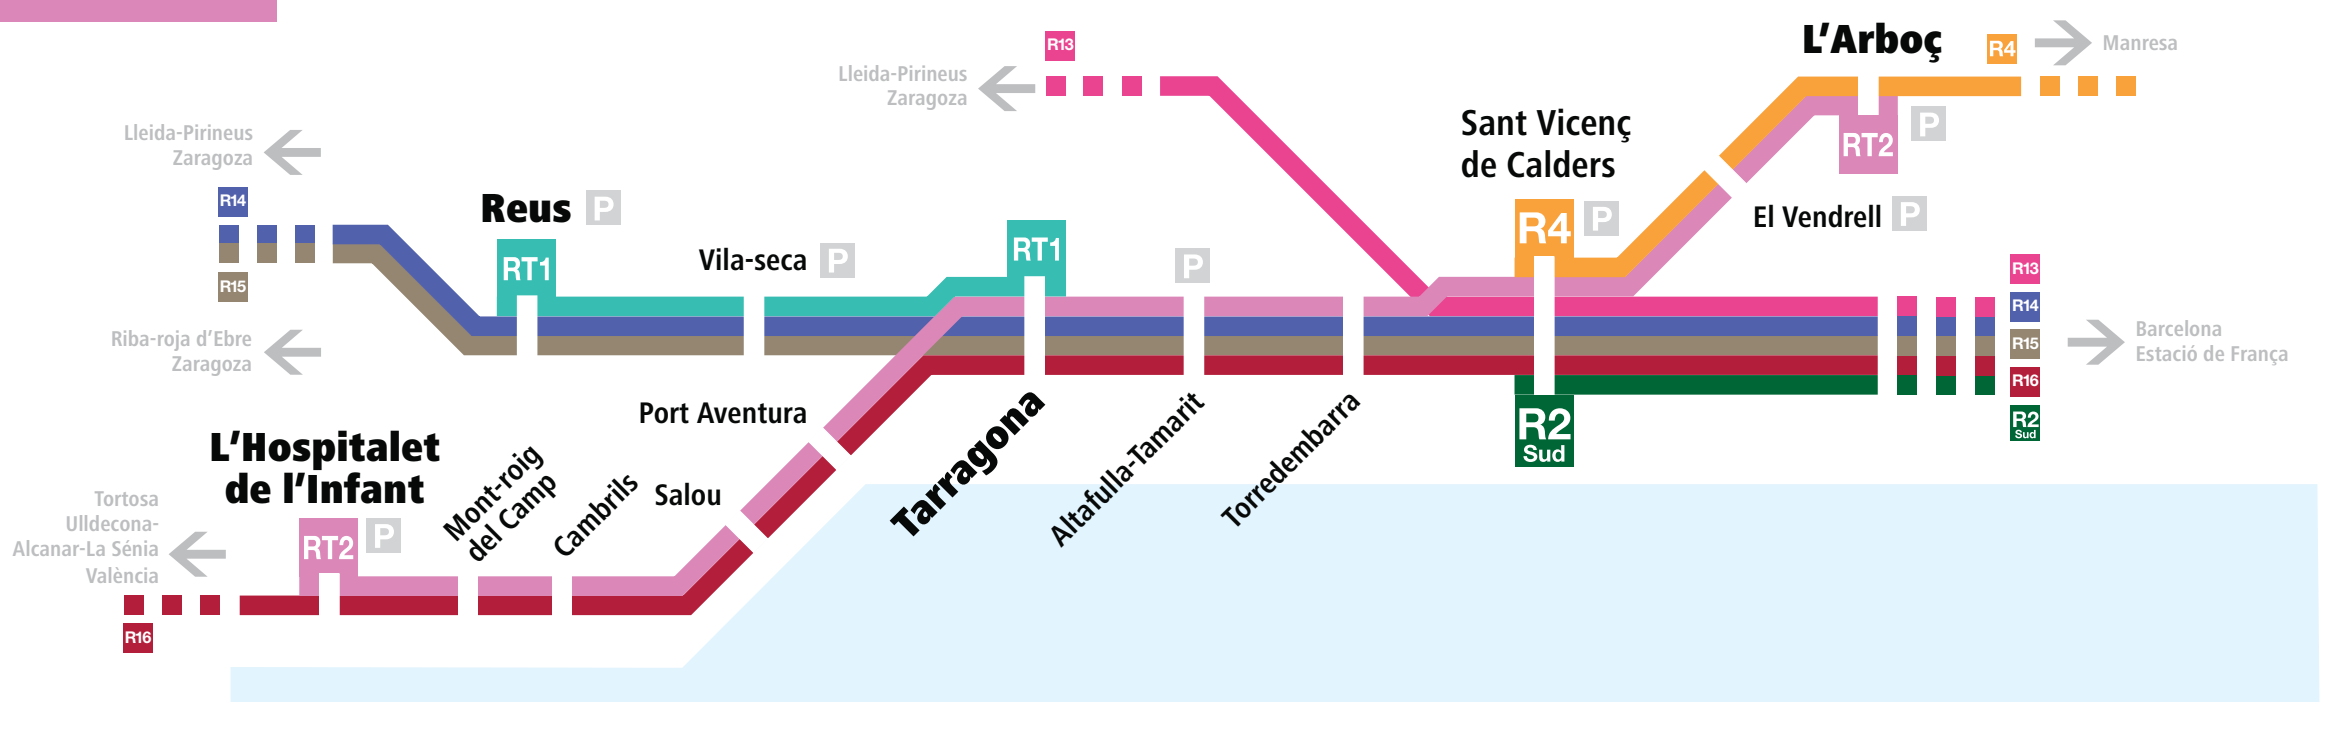 R13
Lleida-Pirineus
Zaragoza
L'Arboç
R4
Manresa
P
RT2
Sant Vicenç
de Calders
R4
P
El Vendrell
P
Lleida-Pirineus
Zaragoza
R14
R15
Riba-roja d'Ebre
Zaragoza
Reus
P
RT1
Vila-seca
P
RT1
P
R13
R14
R15
R16
R2
Sud
Barcelona
Estació de França
R2
Sud
Port Aventura
Salou
Tarragona
Altafulla-Tamarit
Torredembarra
L'Hospitalet
de l'Infant
RT2
P
Mont-roig
del Camp
Cambrils
Tortosa
Ulldecona-
Alcanar-La Sénia
València
R16